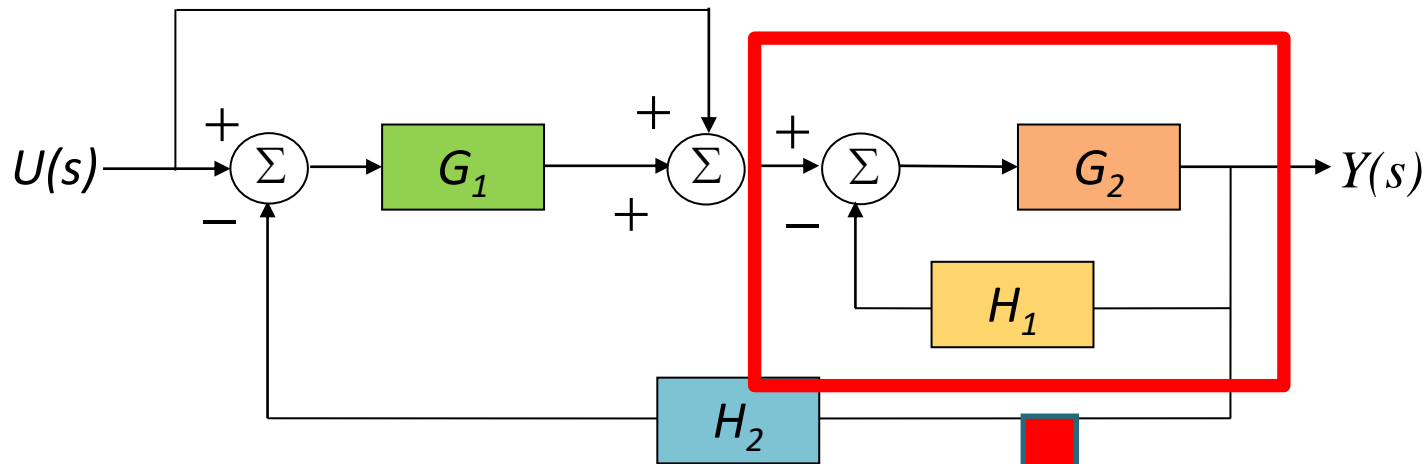 + + +
U(s) Σ G₁ Σ Σ G₂ Y(s)
− + −
H₁
H₂